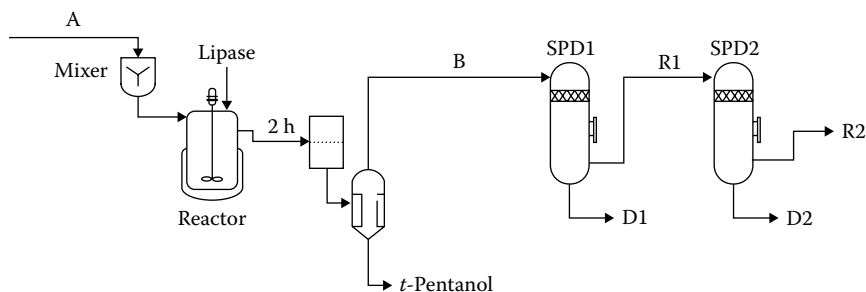 A
Mixer
Lipase
Reactor
2 h
t-Pentanol
B
SPD1
D1
R1
SPD2
D2
R2